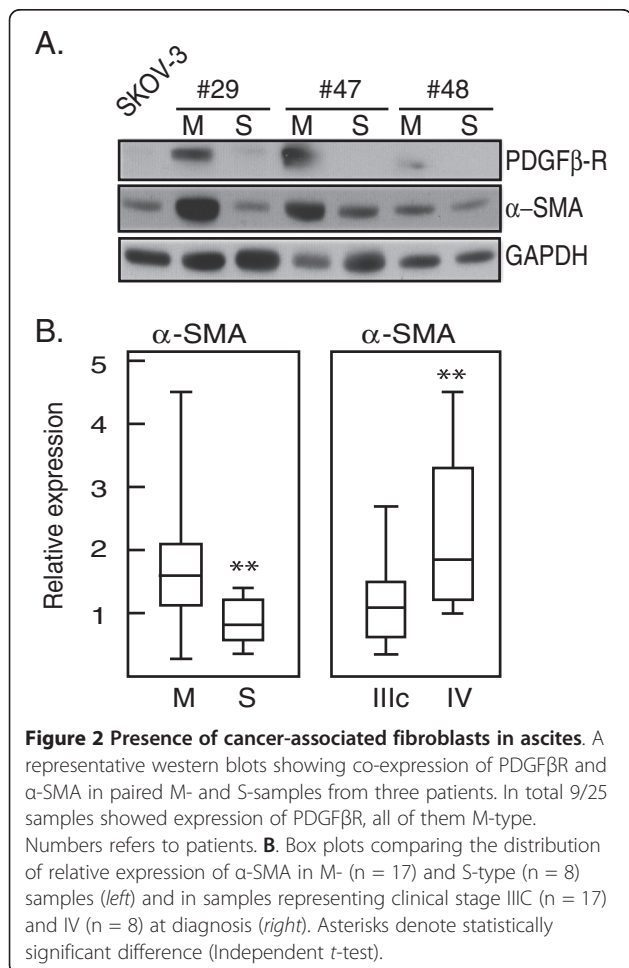 A.
SKOV-3 #29 #47 #48
M S M S M S
PDGFβ-R
α–SMA
GAPDH
B.
α-SMA α-SMA
Relative expression
5
4
3
2
1
**
**
M S IIIc IV
Figure 2 Presence of cancer-associated fibroblasts in ascites. A
representative western blots showing co-expression of PDGFβR and
α-SMA in paired M- and S-samples from three patients. In total 9/25
samples showed expression of PDGFβR, all of them M-type.
Numbers refers to patients. B. Box plots comparing the distribution
of relative expression of α-SMA in M- (n = 17) and S-type (n = 8)
samples (left) and in samples representing clinical stage IIIC (n = 17)
and IV (n = 8) at diagnosis (right). Asterisks denote statistically
significant difference (Independent t-test).